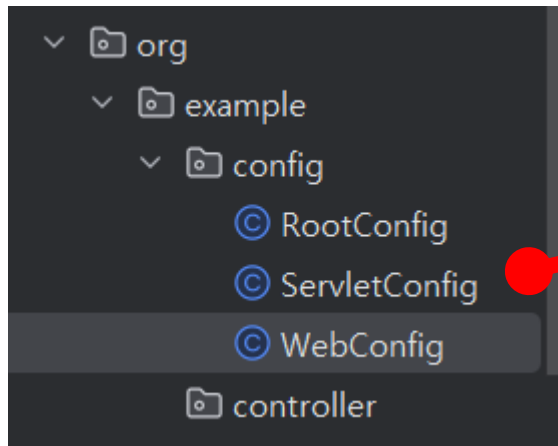 org
example
config
RootConfig
ServletConfig
WebConfig
controller